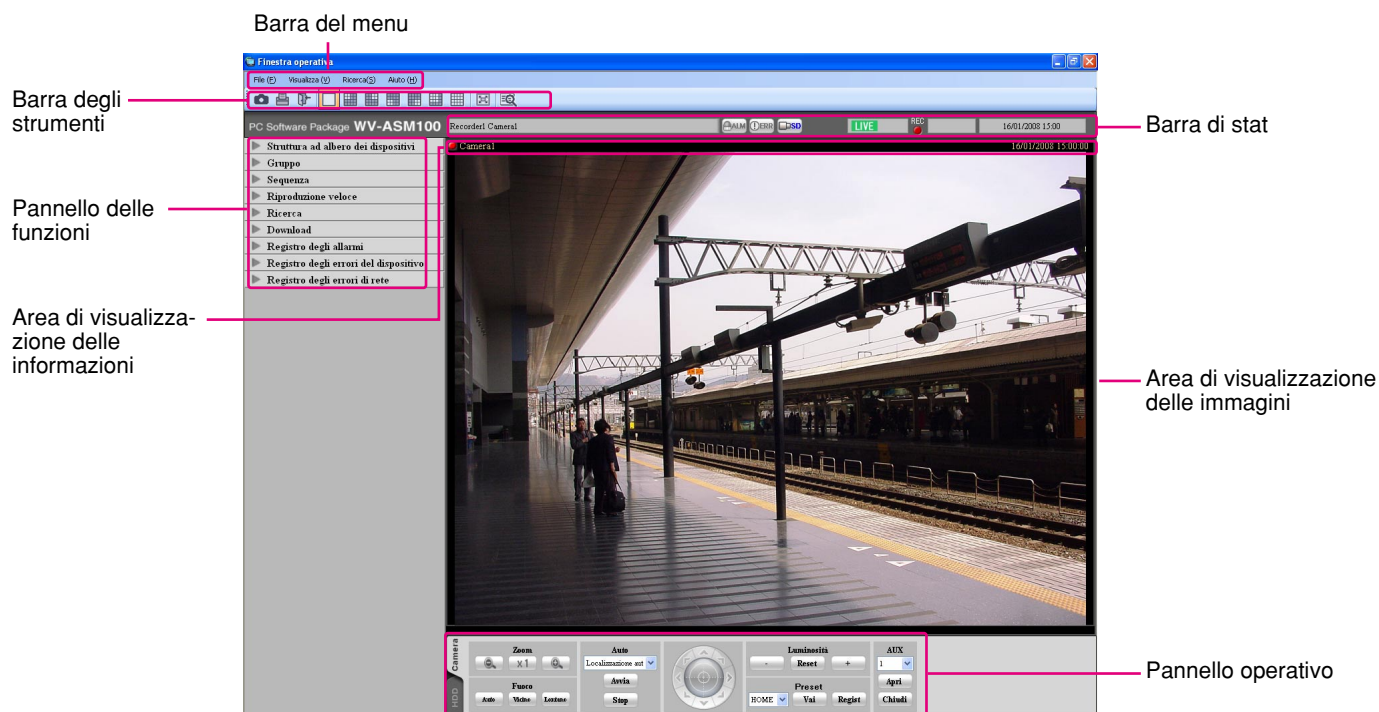 Barra del menu
Finestra operativa
File (F) Visualizza (V) Ricerca(S) Aiuto (H)
Barra degli
strumenti
PC Software Package WV-ASM100
Recorder1 Camera1
ALM ERR SD
LIVE
REC
16/01/2008 15:00
Barra di stat
Camera1
16/01/2008 15:00:00
Struttura ad albero dei dispositivi
Gruppo
Sequenza
Riproduzione veloce
Ricerca
Download
Registro degli allarmi
Registro degli errori del dispositivo
Registro degli errori di rete
Pannello delle
funzioni
Area di visualizza-
zione delle
informazioni
Area di visualizzazione
delle immagini
Camera
HDD
Zoom
x 1
Fuoco
Auto Vicino Lontano
Auto
Localizzazione aut
Avvia
Stop
Luminosità
- Reset +
Preset
HOME Vai Regist
AUX
1
Apri
Chiudi
Pannello operativo